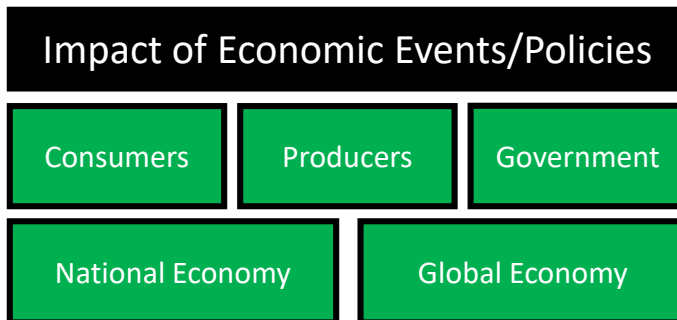 Impact of Economic Events/Policies
Consumers
Producers
Government
National Economy
Global Economy